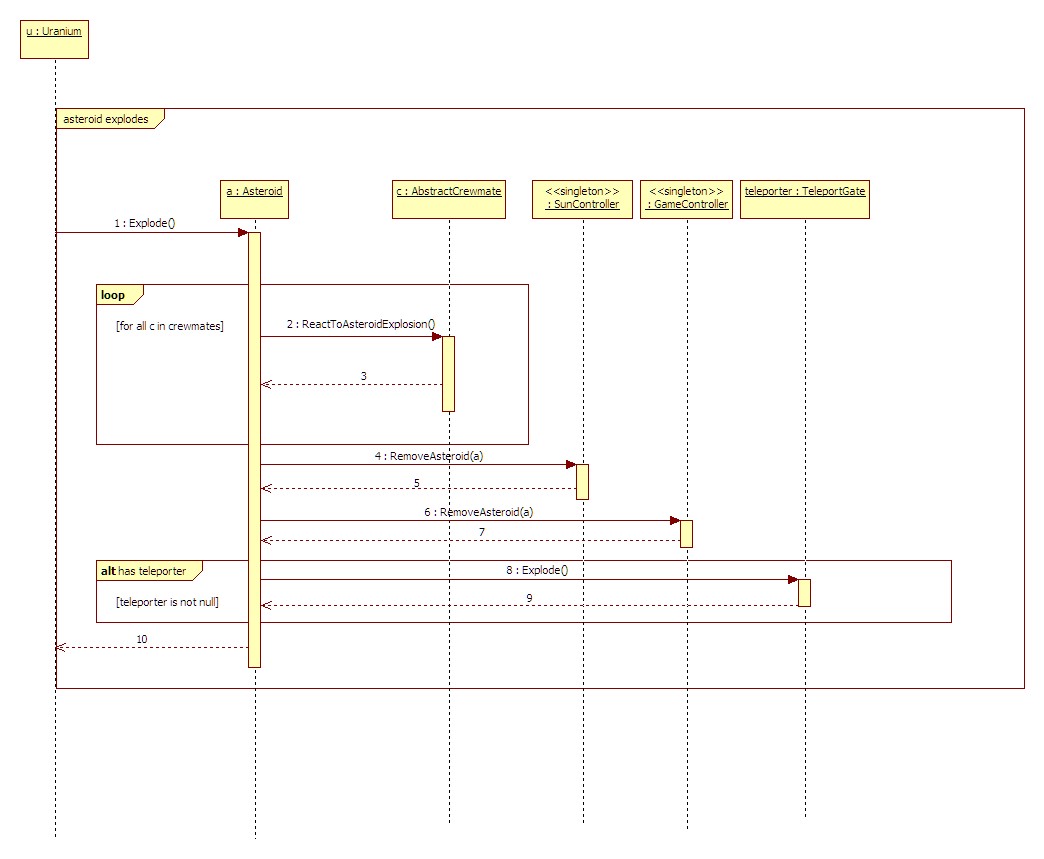 u : Uranium
asteroid explodes
a : Asteroid
c : AbstractCrewmate
<<singleton>>
: SunController
<<singleton>>
: GameController
teleporter : TeleportGate
1 : Explode()
loop
[for all c in crewmates]
2 : ReactToAsteroidExplosion()
3
4 : RemoveAsteroid(a)
5
6 : RemoveAsteroid(a)
7
alt has teleporter
8 : Explode()
[teleporter is not null]
9
10